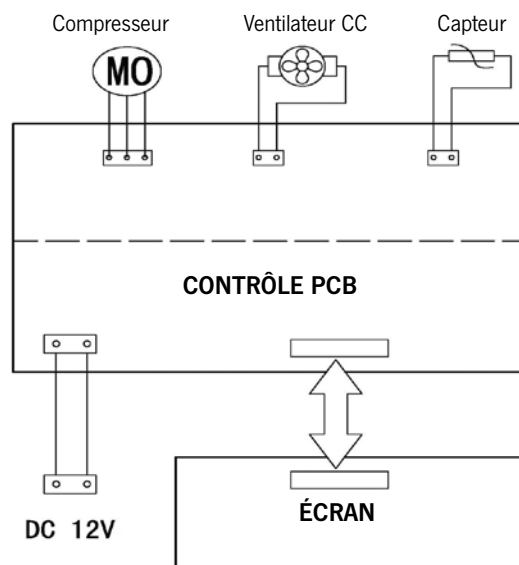 Compresseur
Ventilateur CC
Capteur
MO
CONTRÔLE PCB
ÉCRAN
DC 12V